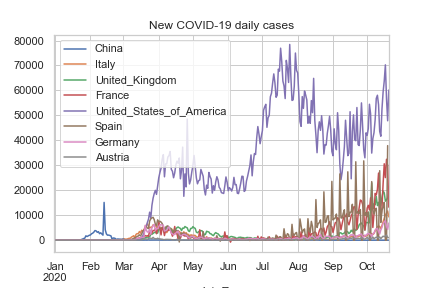 New COVID-19 daily cases
80000
70000
60000
50000
40000
30000
20000
10000
0
China
Italy
United_Kingdom
France
United_States_of_America
Spain
Germany
Austria
Jan Feb Mar Apr May Jun Jul Aug Sep Oct
2020